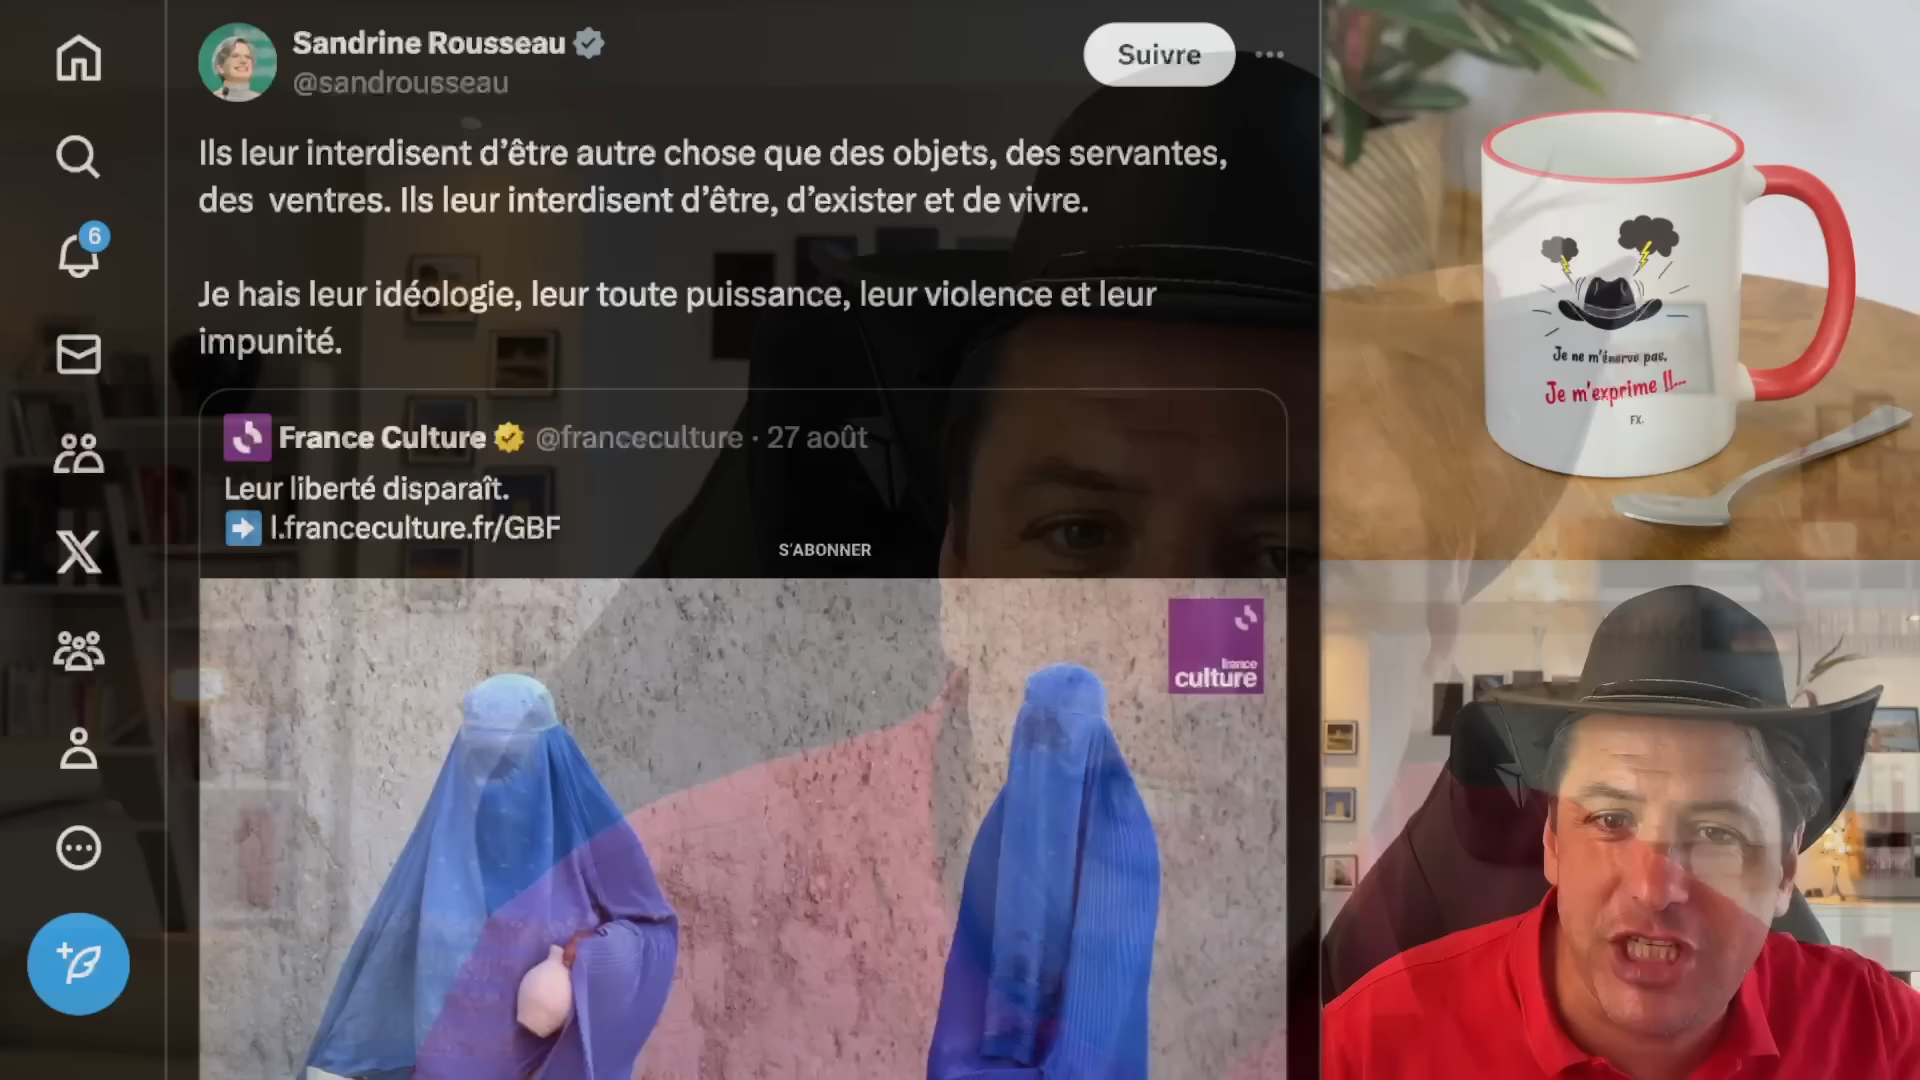 Sandrine Rousseau
@sandrousseau
Suivre
Ils leur interdisent d'être autre chose que des objets, des servantes,
des ventres. Ils leur interdisent d'être, d'exister et de vivre.
Je hais leur idéologie, leur toute puissance, leur violence et leur
impunité.
France Culture @franceculture · 27 août
Leur liberté disparaît.
l.franceculture.fr/GBF
S'ABONNER
france
culture
6
Je ne m'énerve pas,
Je m'exprime !!...
FX.